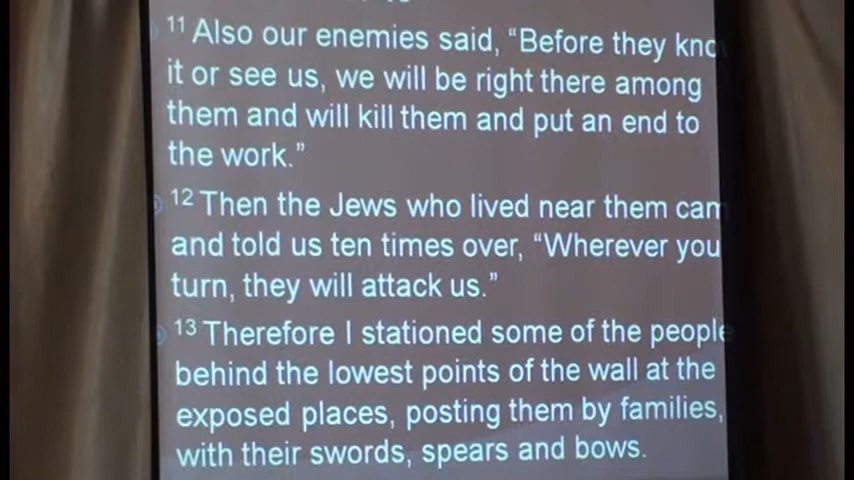 11 Also our enemies said, “Before they kno
it or see us, we will be right there among
them and will kill them and put an end to
the work.”
12 Then the Jews who lived near them cam
and told us ten times over, “Wherever you
turn, they will attack us.”
13 Therefore I stationed some of the people
behind the lowest points of the wall at the
exposed places, posting them by families,
with their swords, spears and bows.